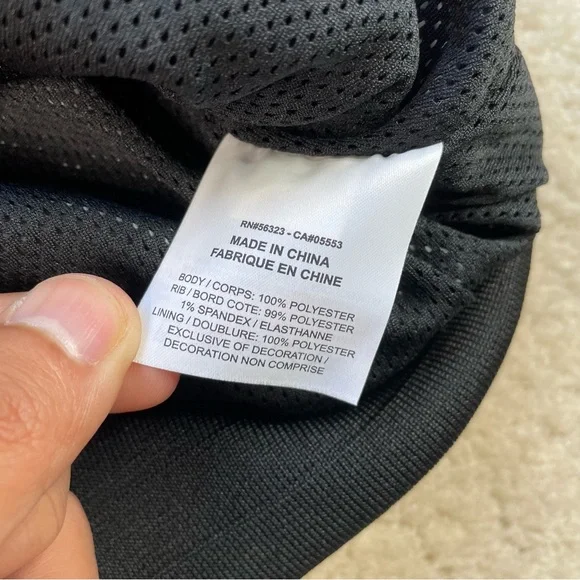 RN#56323 - CA#05553
MADE IN CHINA
FABRIQUE EN CHINE
BODY / CORPS: 100% POLYESTER
RIB / BORD COTE: 99% POLYESTER
1% SPANDEX / ELASTHANNE
LINING / DOUBLURE: 100% POLYESTER
EXCLUSIVE OF DECORATION /
DECORATION NON COMPRISE